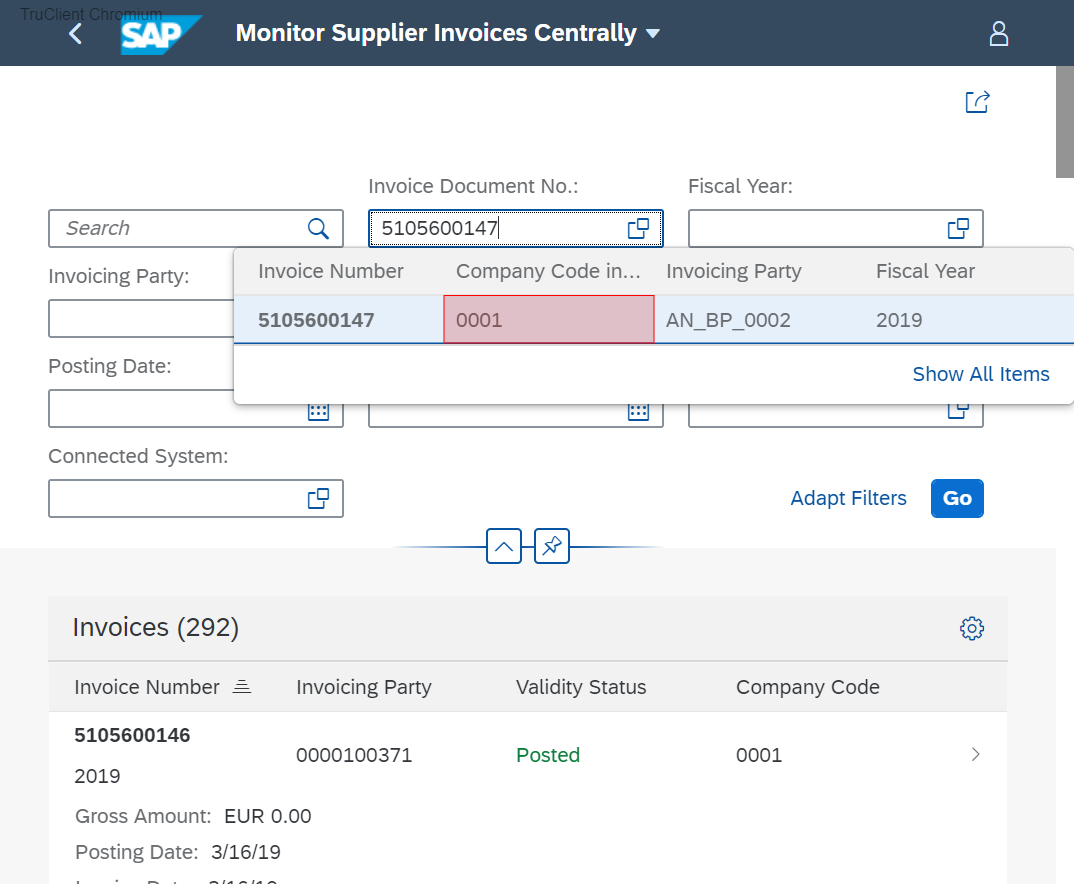 TruClient Chromium
SAP
Monitor Supplier Invoices Centrally
Invoice Document No.:
Fiscal Year:
Search
5105600147
Invoicing Party:
Invoice Number
Company Code in...
Invoicing Party
Fiscal Year
5105600147
0001
AN_BP_0002
2019
Show All Items
Posting Date:
Connected System:
Adapt Filters
Go
Invoices (292)
Invoice Number
Invoicing Party
Validity Status
Company Code
5105600146
0000100371
Posted
0001
2019
Gross Amount: EUR 0.00
Posting Date: 3/16/19